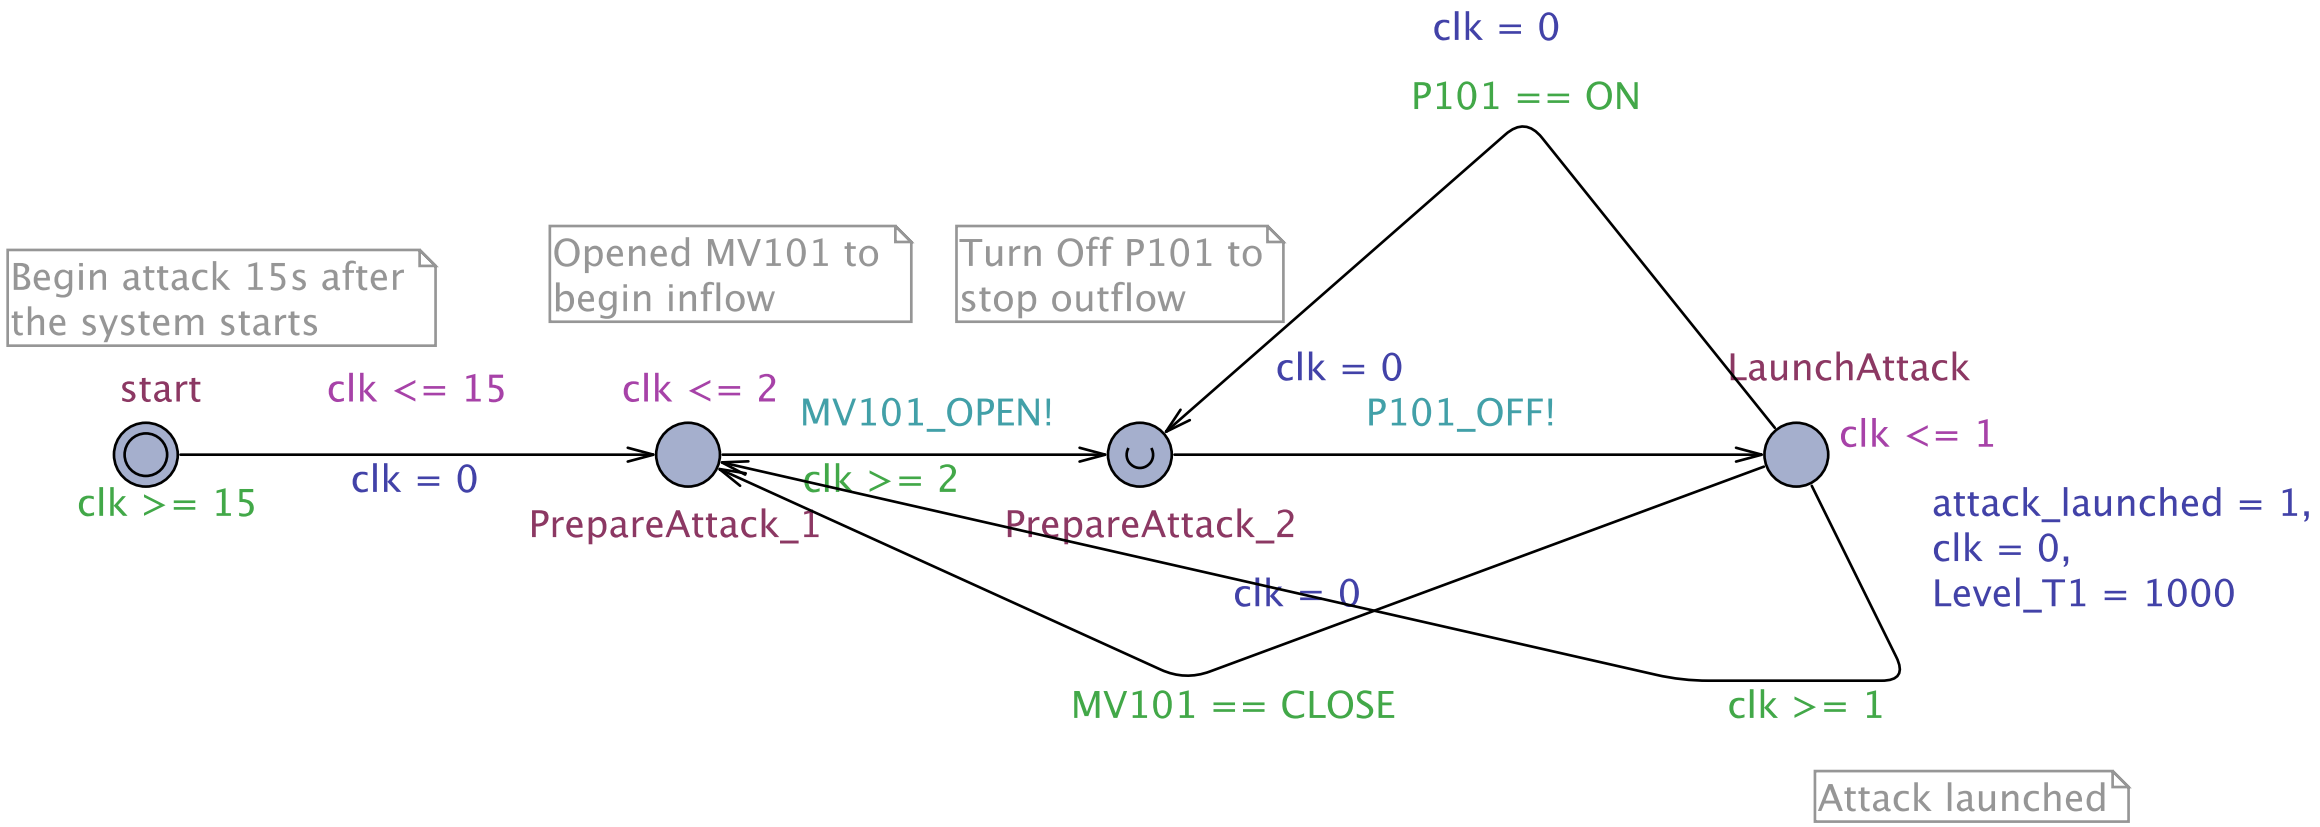 clk = 0
P101 == ON
Begin attack 15s after
the system starts
Opened MV101 to
begin inflow
Turn Off P101 to
stop outflow
start
clk <= 15
clk <= 2
MV101_OPEN!
clk = 0
P101_OFF!
LaunchAttack
clk <= 1
clk >= 15
clk = 0
clk >= 2
PrepareAttack_1
PrepareAttack_2
attack_launched = 1,
clk = 0,
Level_T1 = 1000
clk = 0
MV101 == CLOSE
clk >= 1
Attack launched